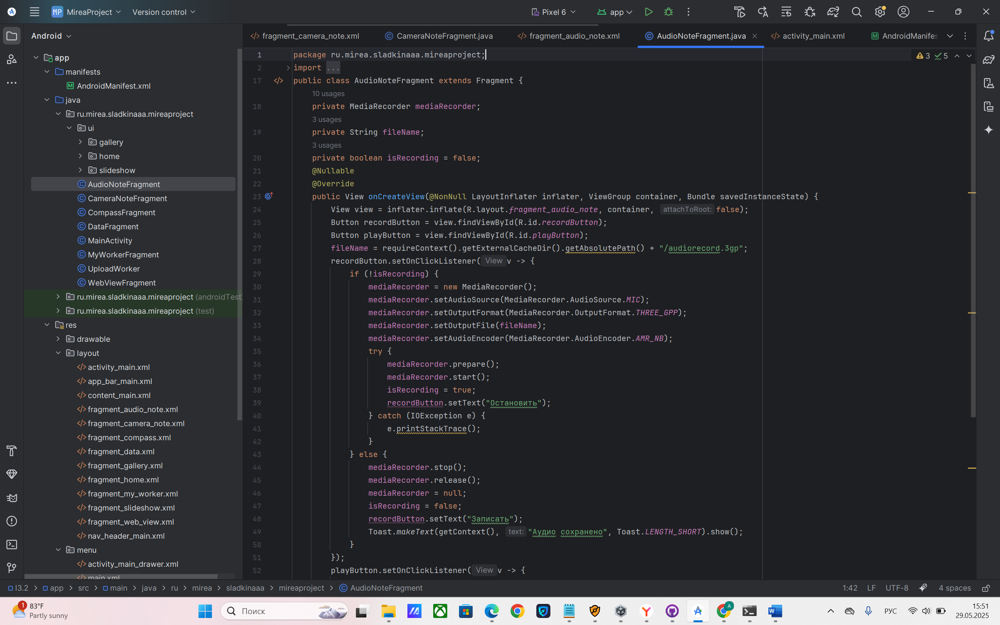 MP MireaProject Version control Pixel 6 app
Android
fragment_camera_note.xml CameraNoteFragment.java fragment_audio_note.xml AudioNoteFragment.java activity_main.xml AndroidManifes
app
manifests
AndroidManifest.xml
java
ru.mirea.sladkinaaa.mireaproject
ui
gallery
home
slideshow
AudioNoteFragment
CameraNoteFragment
CompassFragment
DataFragment
MainActivity
MyWorkerFragment
UploadWorker
WebViewFragment
ru.mirea.sladkinaaa.mireaproject (androidTest)
ru.mirea.sladkinaaa.mireaproject (test)
res
drawable
layout
activity_main.xml
app_bar_main.xml
content_main.xml
fragment_audio_note.xml
fragment_camera_note.xml
fragment_compass.xml
fragment_data.xml
fragment_gallery.xml
fragment_home.xml
fragment_my_worker.xml
fragment_slideshow.xml
fragment_web_view.xml
nav_header_main.xml
menu
activity_main_drawer.xml
main.xml
3 5
1 package ru.mirea.sladkinaaa.mireaproject;
2 import ...
17 public class AudioNoteFragment extends Fragment {
10 usages
18 private MediaRecorder mediaRecorder;
3 usages
19 private String fileName;
3 usages
20 private boolean isRecording = false;
21 @Nullable
22 @Override
23 public View onCreateView(@NonNull LayoutInflater inflater, ViewGroup container, Bundle savedInstanceState) {
24 View view = inflater.inflate(R.layout.fragment_audio_note, container, attachToRoot: false);
25 Button recordButton = view.findViewById(R.id.recordButton);
26 Button playButton = view.findViewById(R.id.playButton);
27 fileName = requireContext().getExternalCacheDir().getAbsolutePath() + "/audiorecord.3gp";
28 recordButton.setOnClickListener( View v -> {
29 if (!isRecording) {
30 mediaRecorder = new MediaRecorder();
31 mediaRecorder.setAudioSource(MediaRecorder.AudioSource.MIC);
32 mediaRecorder.setOutputFormat(MediaRecorder.OutputFormat.THREE_GPP);
33 mediaRecorder.setOutputFile(fileName);
34 mediaRecorder.setAudioEncoder(MediaRecorder.AudioEncoder.AMR_NB);
35 try {
36 mediaRecorder.prepare();
37 mediaRecorder.start();
38 isRecording = true;
39 recordButton.setText("Остановить");
40 } catch (IOException e) {
41 e.printStackTrace();
42 }
43 } else {
44 mediaRecorder.stop();
45 mediaRecorder.release();
46 mediaRecorder = null;
47 isRecording = false;
48 recordButton.setText("Записать");
49 Toast.makeText(getContext(), text: "Аудио сохранено", Toast.LENGTH_SHORT).show();
50 }
51 });
52 playButton.setOnClickListener( View v -> {
I3.2 > app > src > main > java > ru > mirea > sladkinaaa > mireaproject > AudioNoteFragment 1:42 LF UTF-8 4 spaces
1 83°F
Partly sunny
Поиск
РУС
15:51
29.05.2025